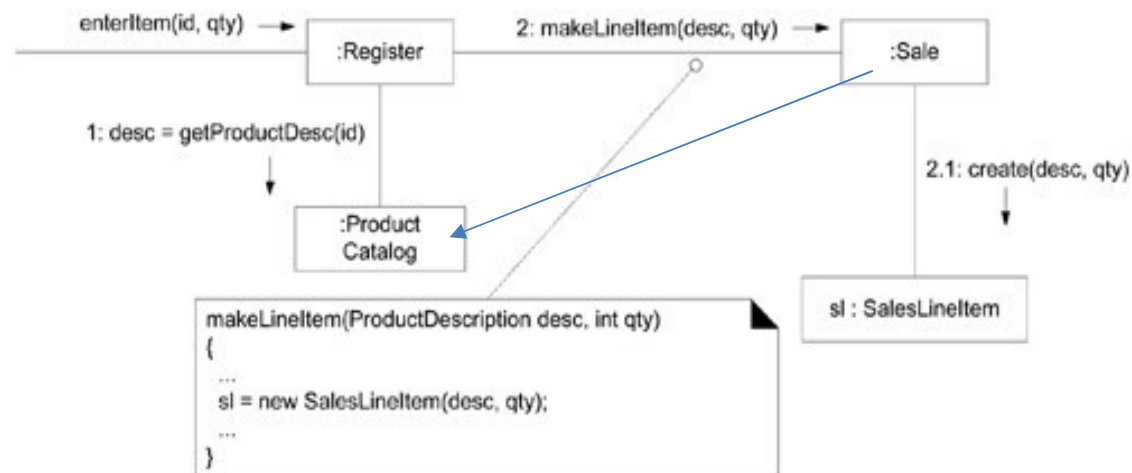 enterItem(id, qty)
:Register
2: makeLineItem(desc, qty)
:Sale
1: desc = getProductDesc(id)
2.1: create(desc, qty)
:Product
Catalog
sl : SalesLineItem
makeLineItem(ProductDescription desc, int qty)
{
...
sl = new SalesLineItem(desc, qty);
...
}